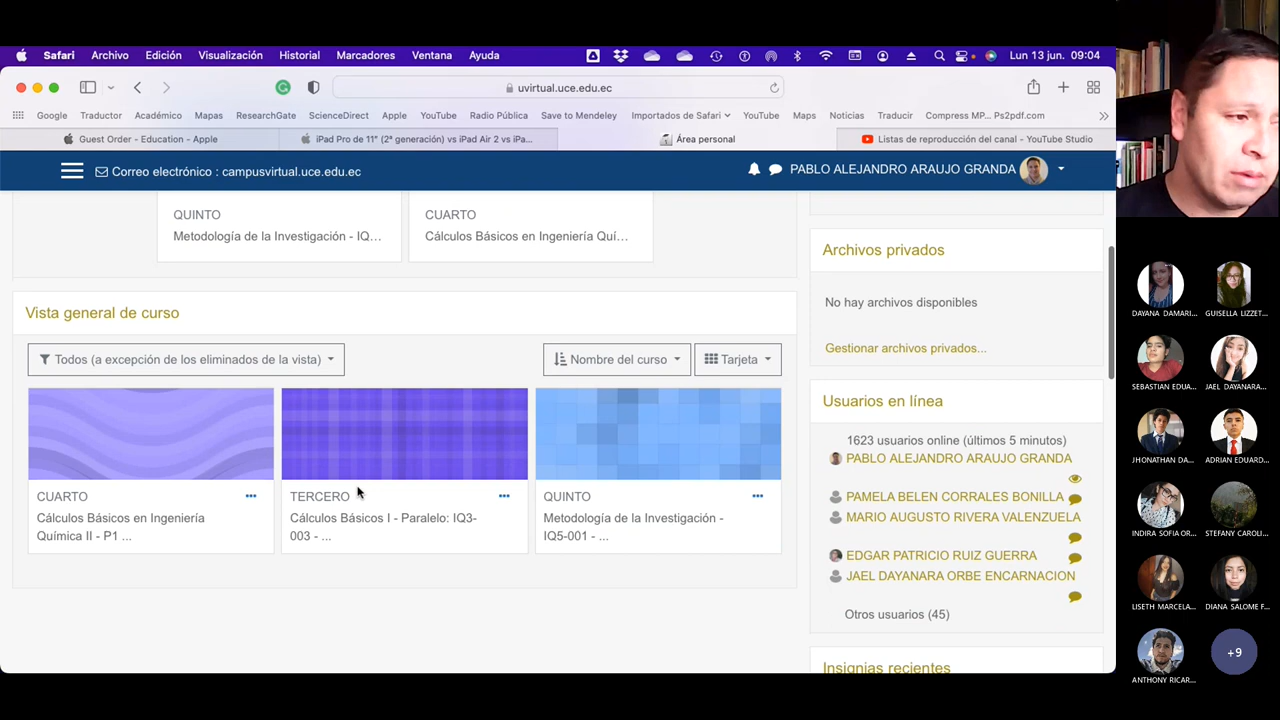 Safari Archivo Edición Visualización Historial Marcadores Ventana Ayuda Lun 13 jun. 09:04
uvirtual.uce.edu.ec
Google Traductor Académico Mapas ResearchGate ScienceDirect Dropbox Apple YouTube Radio Pública Save to Mendeley Importados de Safari YouTube Maps Noticias Traducir Compress MP... Ps2pdf.com
Guest Order - Education - Apple
iPad Pro de 11" (2ª generación) vs iPad Air 2 vs iPa...
Área personal
Listas de reproducción del canal - YouTube Studio
Correo electrónico : campusvirtual.uce.edu.ec
PABLO ALEJANDRO ARAUJO GRANDA
QUINTO
Metodología de la Investigación - IQ...
CUARTO
Cálculos Básicos en Ingeniería Quí...
Vista general de curso
Todos (a excepción de los eliminados de la vista)
Nombre del curso
Tarjeta
CUARTO
Cálculos Básicos en Ingeniería
Química II - P1 ...
TERCERO
Cálculos Básicos I - Paralelo: IQ3-
003 - ...
QUINTO
Metodología de la Investigación -
IQ5-001 - ...
Archivos privados
No hay archivos disponibles
Gestionar archivos privados...
Usuarios en línea
1623 usuarios online (últimos 5 minutos)
PABLO ALEJANDRO ARAUJO GRANDA
PAMELA BELEN CORRALES BONILLA
MARIO AUGUSTO RIVERA VALENZUELA
EDGAR PATRICIO RUIZ GUERRA
JAEL DAYANARA ORBE ENCARNACION
Otros usuarios (45)
Insignias recientes
DAYANA DAMARI... GUISELLA LIZZET...
SEBASTIAN EDUA... JAEL DAYANARA...
JHONATHAN DA... ADRIAN EDUARD...
INDIRA SOFIA OR... STEFANY CAROLI...
LISETH MARCELA... DIANA SALOME F...
ANTHONY RICAR... +9